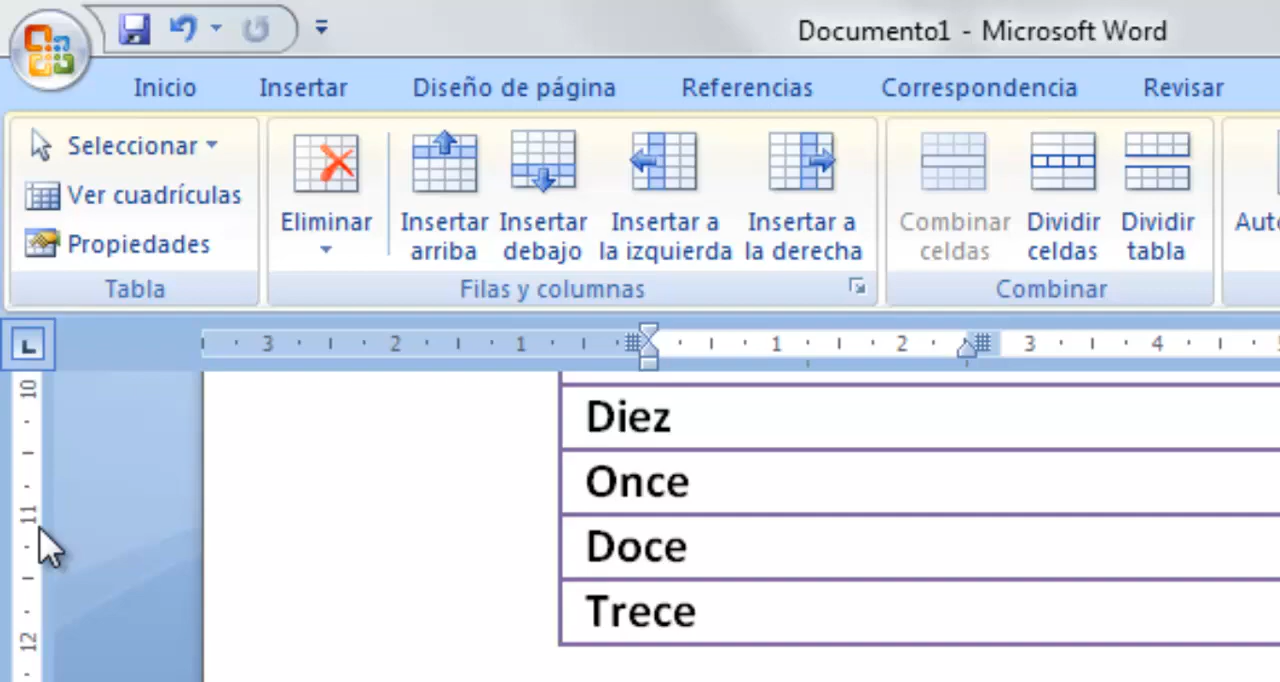 Documento1 - Microsoft Word
Inicio Insertar Diseño de página Referencias Correspondencia Revisar
Seleccionar
Ver cuadrículas
Propiedades
Tabla
Eliminar
Insertar arriba
Insertar debajo
Insertar a la izquierda
Insertar a la derecha
Filas y columnas
Combinar celdas
Dividir celdas
Dividir tabla
Combinar
3 2 1 1 2 3 4
10
11
12
Diez
Once
Doce
Trece